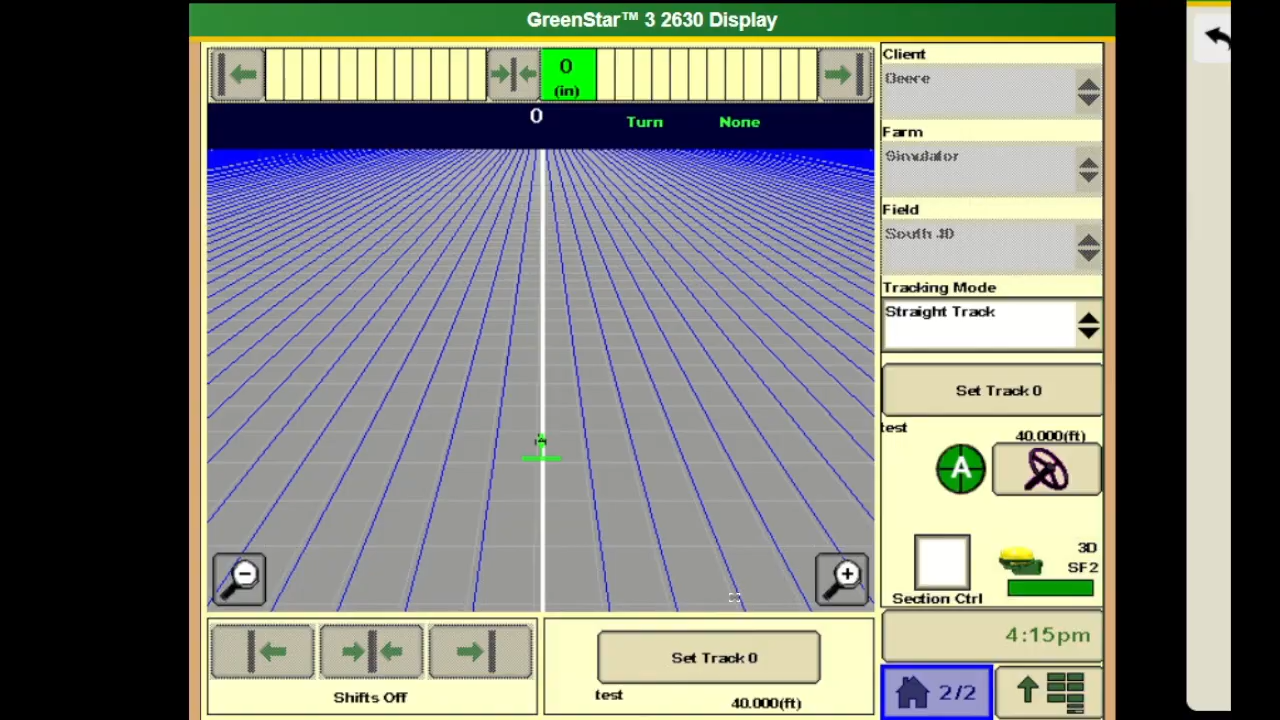 GreenStar™ 3 2630 Display
0
(in)
0
Turn
None
Client
Deere
Farm
Simulator
Field
South 40
Tracking Mode
Straight Track
Set Track 0
test
40.000(ft)
A
3D
SF2
Section Ctrl
4:15pm
Shifts Off
Set Track 0
test
40.000(ft)
2/2